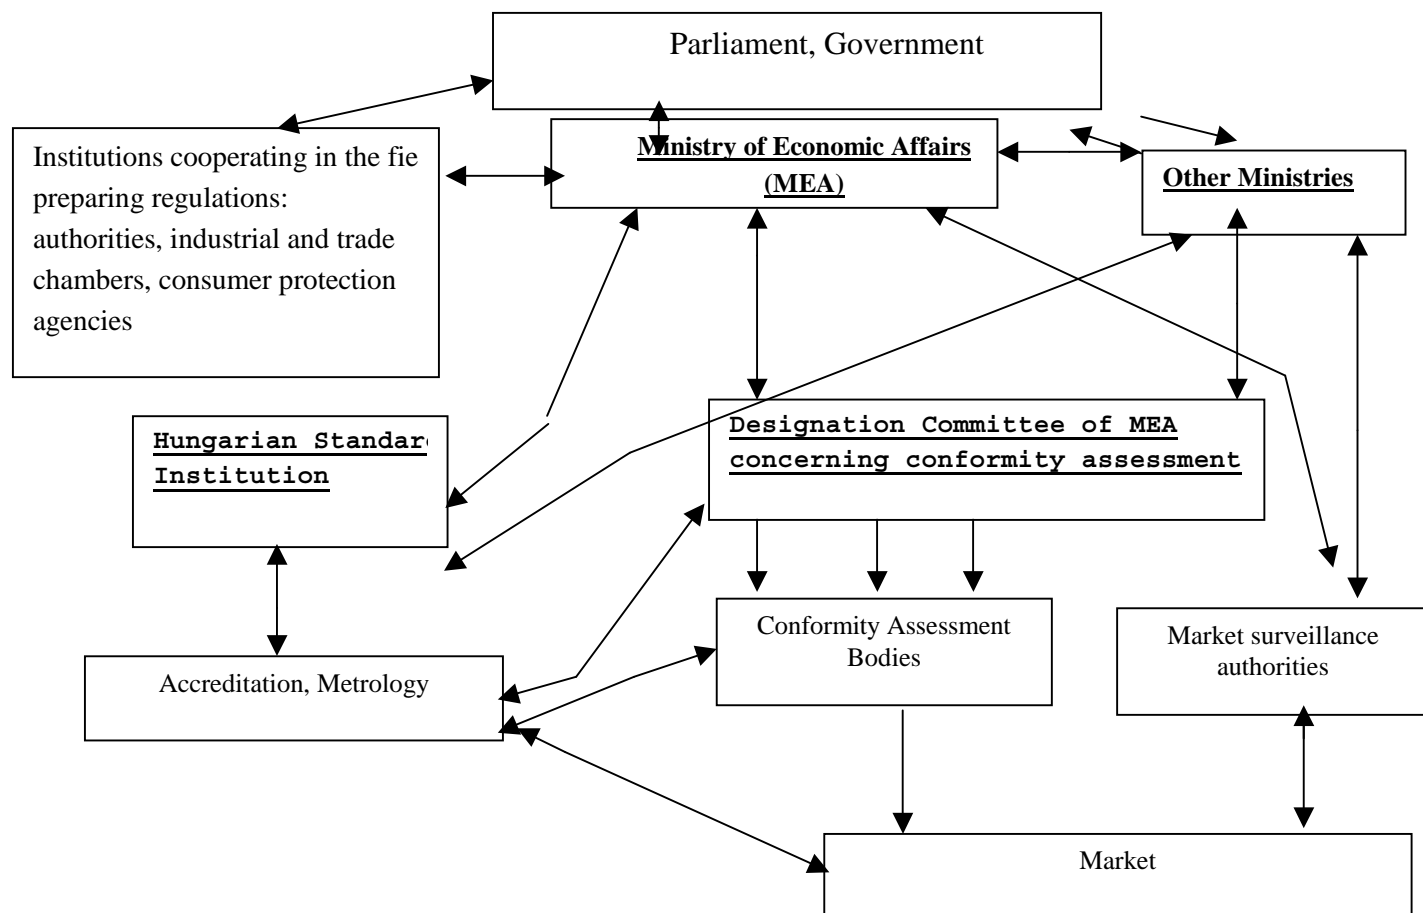 Parliament, Government
Ministry of Economic Affairs
(MEA)
Institutions cooperating in the fie
preparing regulations:
authorities, industrial and trade
chambers, consumer protection
agencies
Other Ministries
Hungarian Standar
Institution
Designation Committee of MEA
concerning conformity assessment
Conformity Assessment
Bodies
Market surveillance
authorities
Accreditation, Metrology
Market